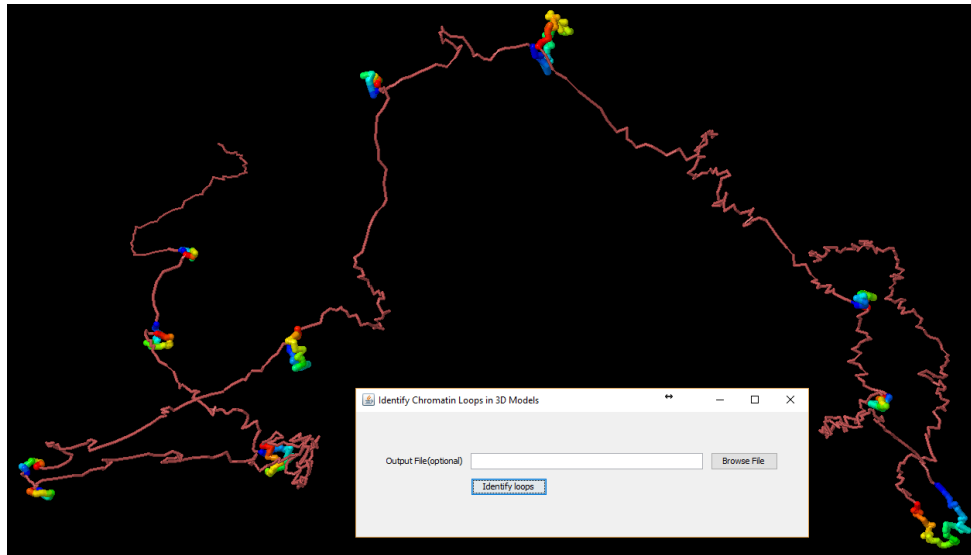 Identify Chromatin Loops in 3D Models
Output File(optional)
Browse File
Identify loops